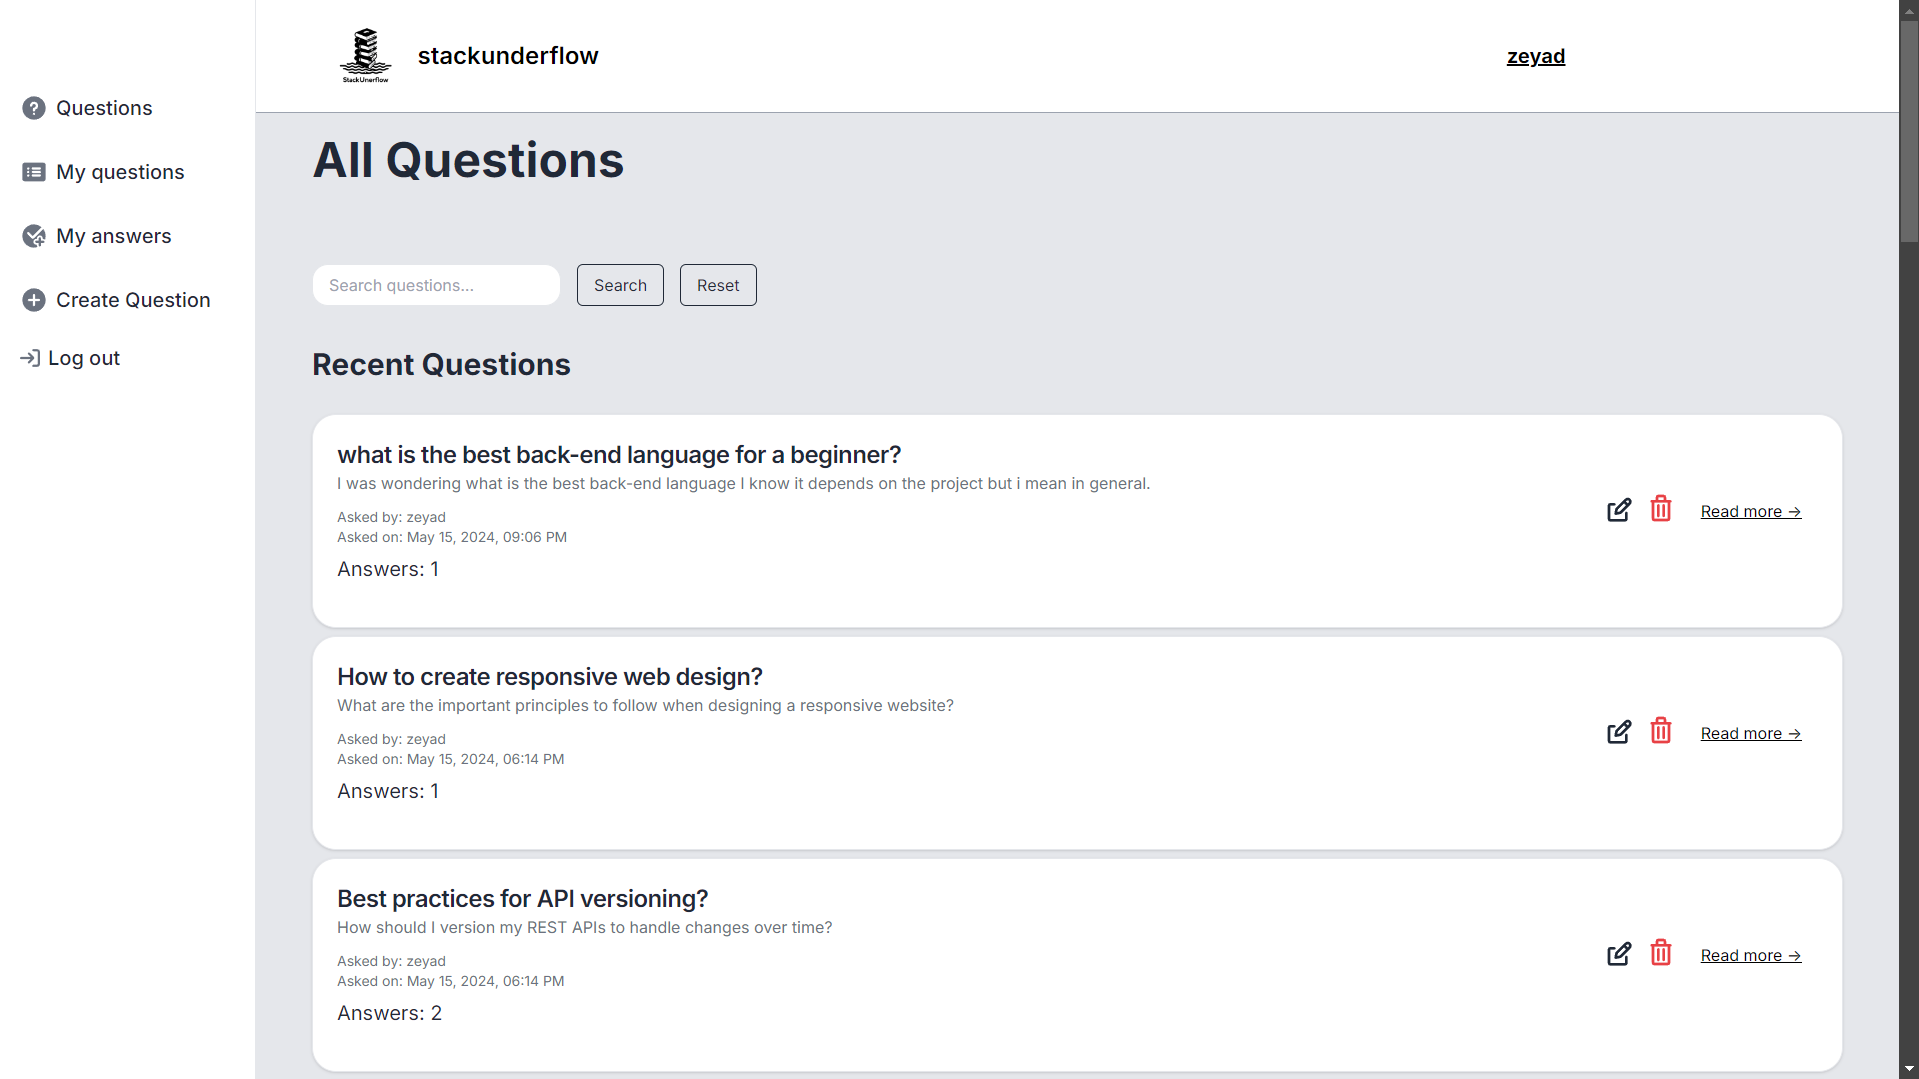 StackUnerflow
stackunderflow
zeyad
Questions
My questions
My answers
Create Question
Log out
All Questions
Search questions...
Search
Reset
Recent Questions
what is the best back-end language for a beginner?
I was wondering what is the best back-end language I know it depends on the project but i mean in general.
Asked by: zeyad
Asked on: May 15, 2024, 09:06 PM
Answers: 1
Read more →
How to create responsive web design?
What are the important principles to follow when designing a responsive website?
Asked by: zeyad
Asked on: May 15, 2024, 06:14 PM
Answers: 1
Read more →
Best practices for API versioning?
How should I version my REST APIs to handle changes over time?
Asked by: zeyad
Asked on: May 15, 2024, 06:14 PM
Answers: 2
Read more →